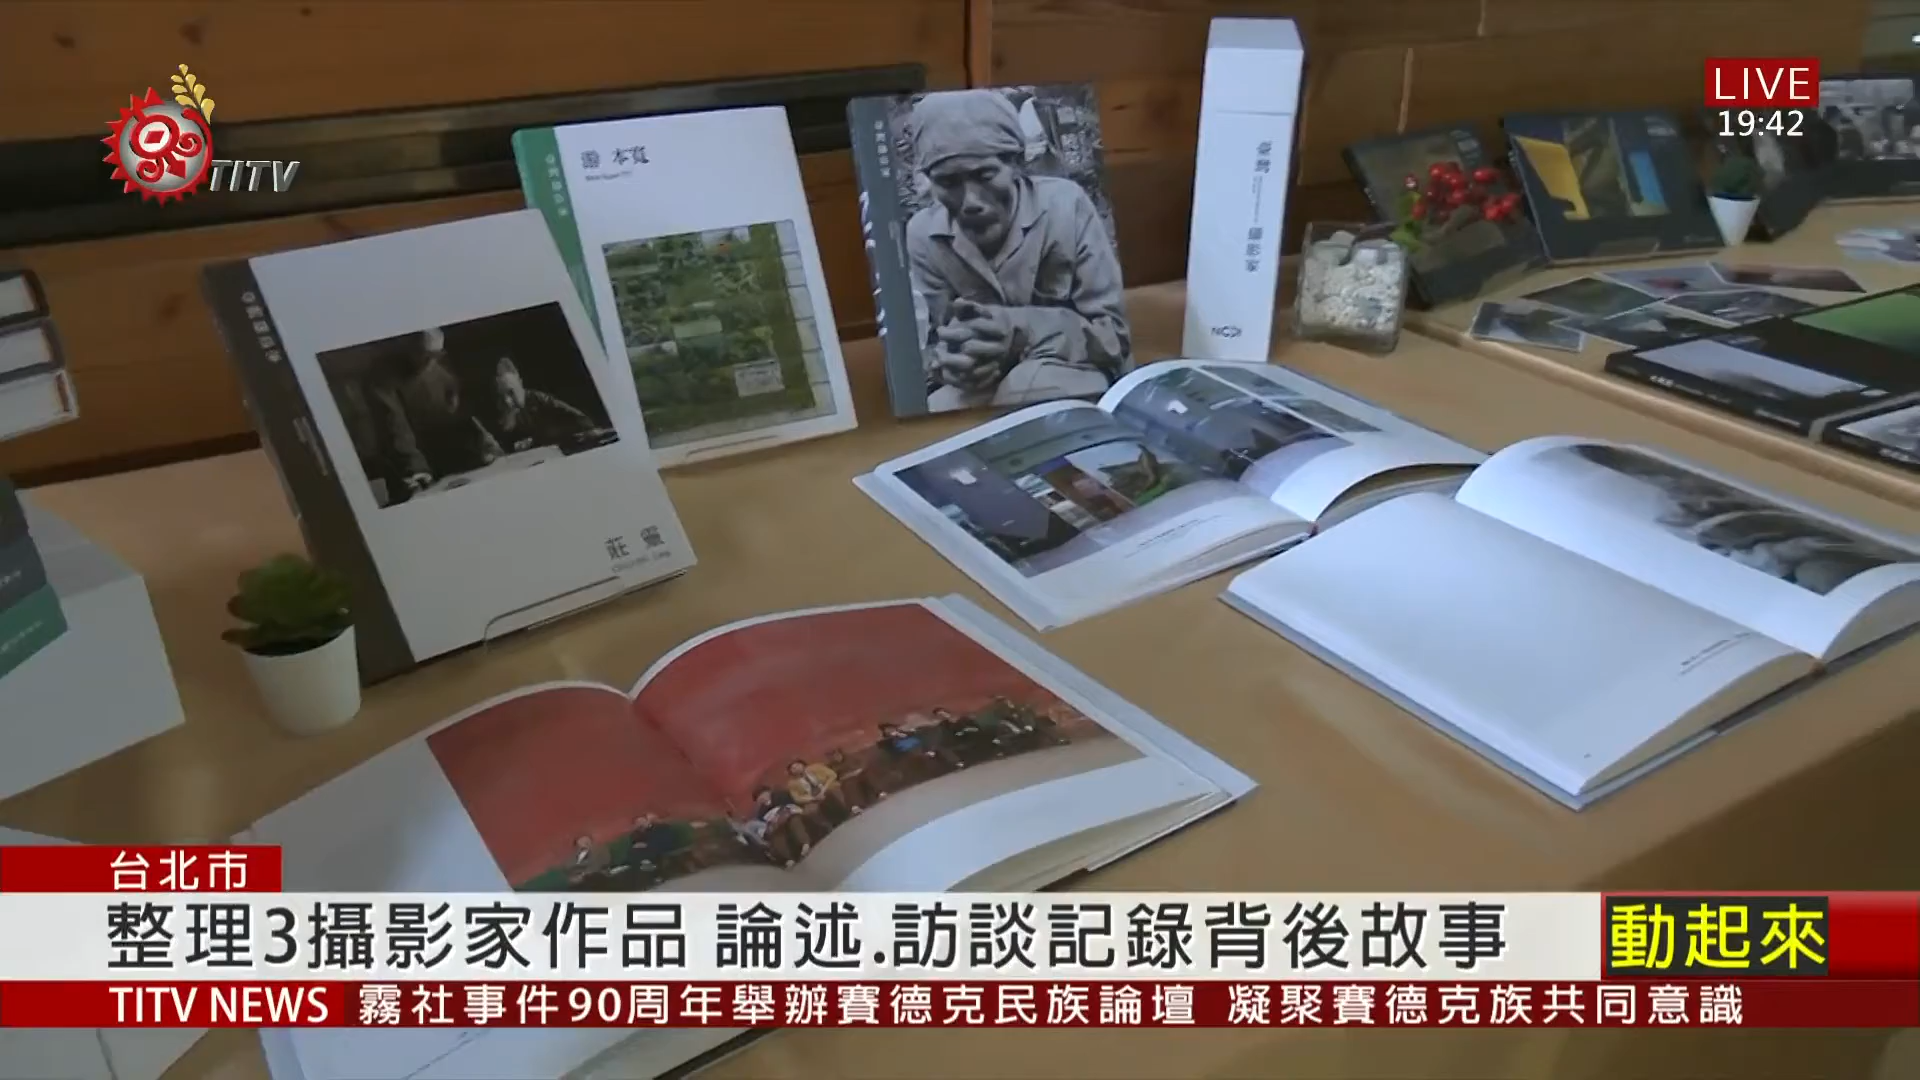 LIVE
19:42
TITV
潘 本寬
莊 靈
台北市
整理3攝影家作品 論述.訪談記錄背後故事
動起來
TITV NEWS 霧社事件90周年舉辦賽德克民族論壇 凝聚賽德克族共同意識